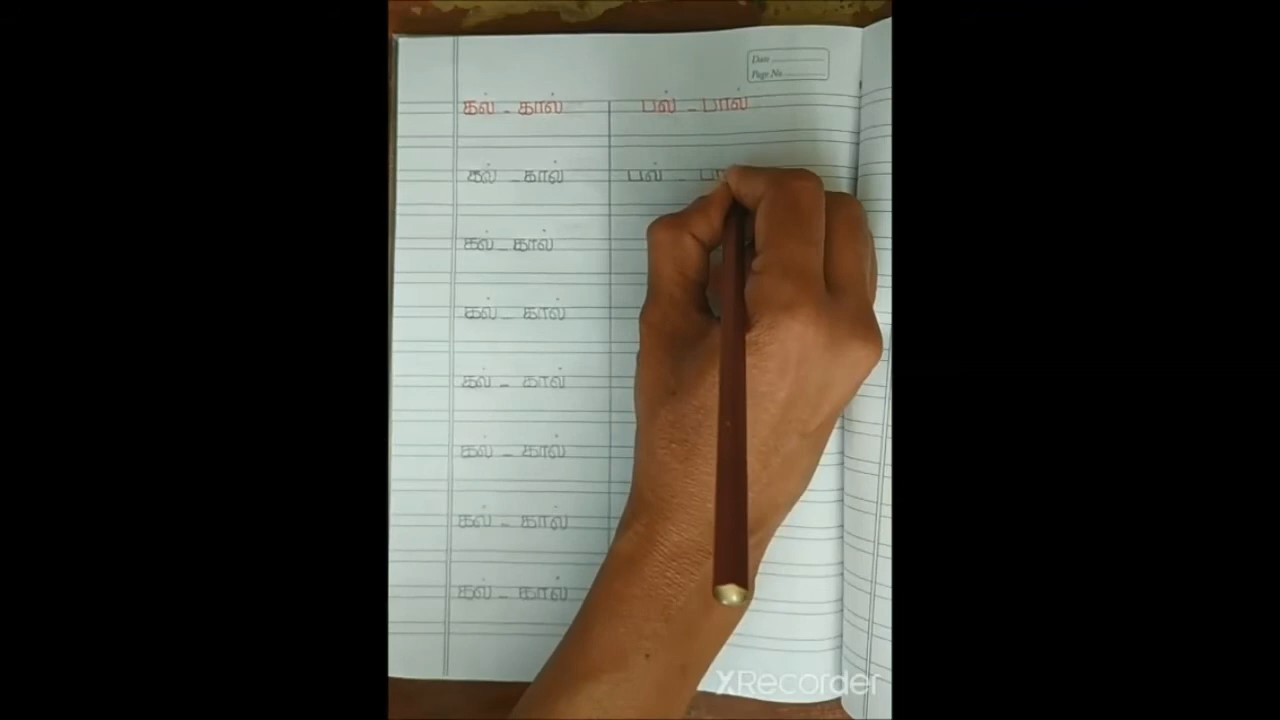 Date
Page No.
கல் - கால் பல் - பால்
கல் - கால் பல் -
கல் - கால்
கல் - கால்
கல் - கால்
கல் - கால்
கல் - கால்
கல் - கால்
XRecorder